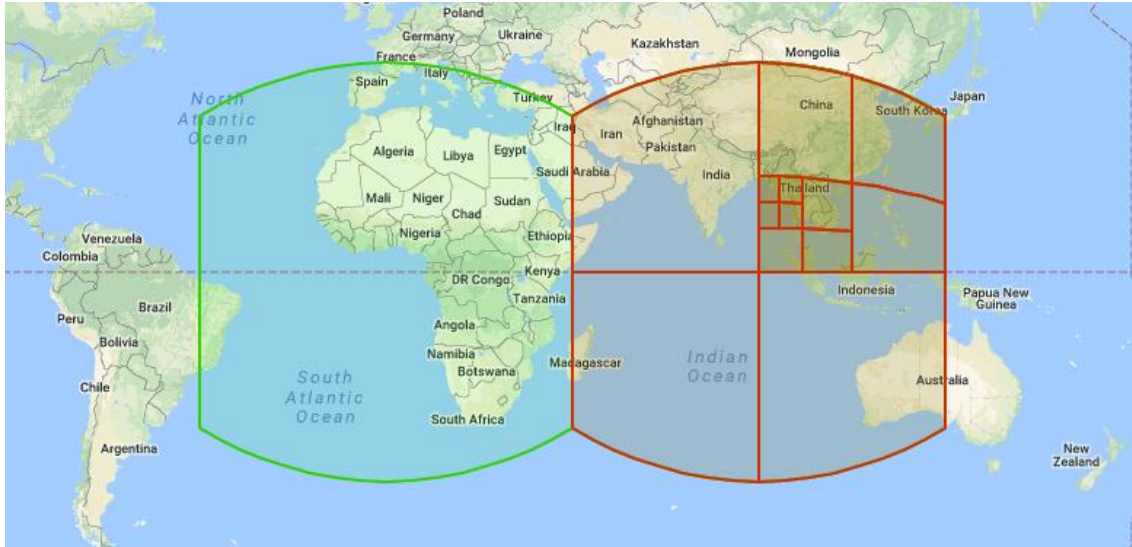 Poland
Germany
Ukraine
Kazakhstan
Mongolia
France
Italy
Spain
Turkey
North
Atlantic
Ocean
China
South Korea
Japan
Iraq
Iran
Afghanistan
Pakistan
Algeria
Libya
Egypt
Saudi Arabia
India
Thailand
Mali
Niger
Chad
Sudan
Nigeria
Ethiopia
Venezuela
Colombia
DR Congo
Kenya
Tanzania
Indonesia
Papua New
Guinea
Brazil
Peru
Bolivia
Angola
Namibia
Botswana
Madagascar
Indian
Ocean
Australia
Chile
South
Atlantic
Ocean
South Africa
Argentina
New
Zealand